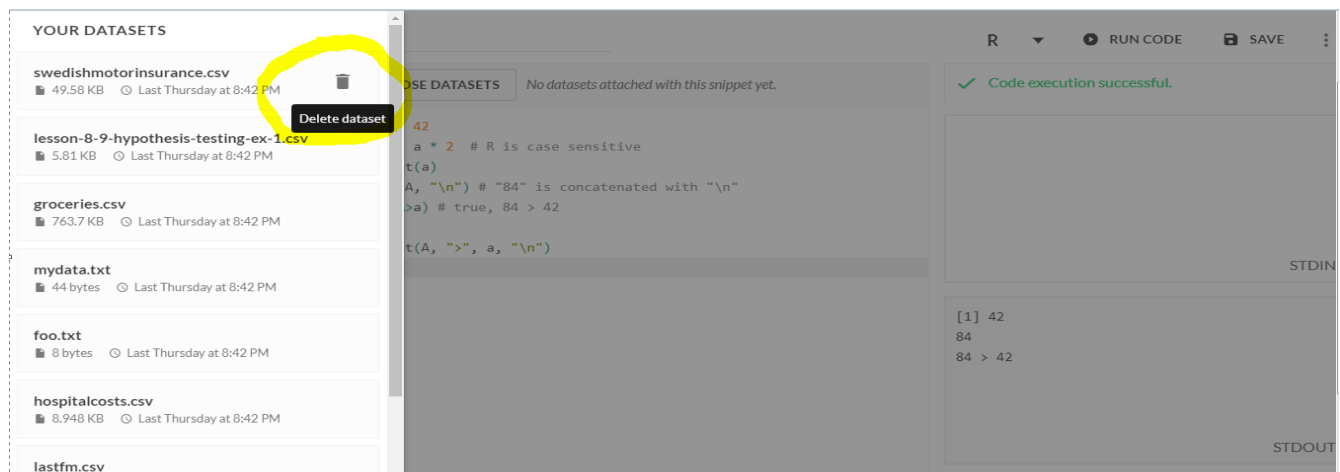 YOUR DATASETS
swedishmotorinsurance.csv
49.58 KB Last Thursday at 8:42 PM
Delete dataset
lesson-8-9-hypothesis-testing-ex-1.csv
5.81 KB Last Thursday at 8:42 PM
groceries.csv
763.7 KB Last Thursday at 8:42 PM
mydata.txt
44 bytes Last Thursday at 8:42 PM
foo.txt
8 bytes Last Thursday at 8:42 PM
hospitalcosts.csv
8.948 KB Last Thursday at 8:42 PM
lastfm.csv
R RUN CODE SAVE
OSE DATASETS No datasets attached with this snippet yet.
42
a * 2 # R is case sensitive
t(a)
A, "\n") # "84" is concatenated with "\n"
>a) # true, 84 > 42
t(A, ">", a, "\n")
Code execution successful.
STDIN
[1] 42
84
84 > 42
STDOUT